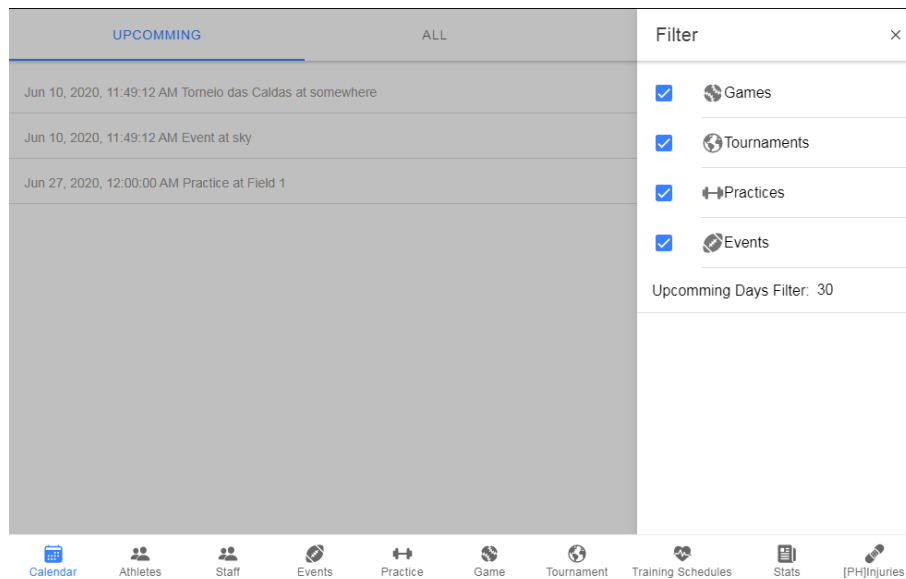 UPCOMMING
ALL
Jun 10, 2020, 11:49:12 AM Torneio das Caldas at somewhere
Jun 10, 2020, 11:49:12 AM Event at sky
Jun 27, 2020, 12:00:00 AM Practice at Field 1
Filter
Games
Tournaments
Practices
Events
Upcomming Days Filter: 30
Calendar
Athletes
Staff
Events
Practice
Game
Tournament
Training Schedules
Stats
[PH]Injuries